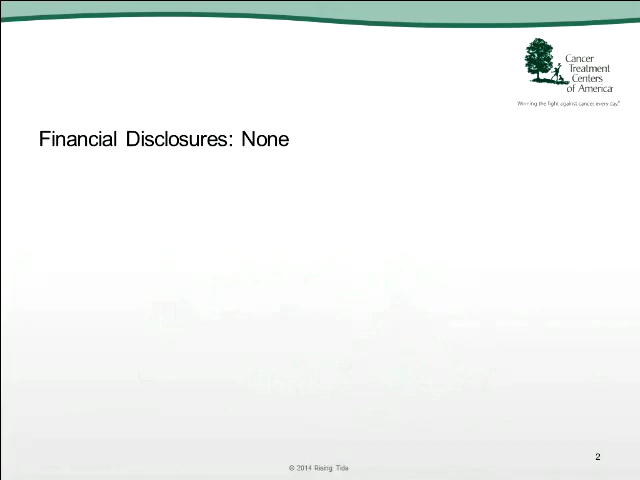 Cancer
Treatment
Centers
of America
Winning the fight against cancer, every day.®
Financial Disclosures: None
2
© 2014 Rising Tide